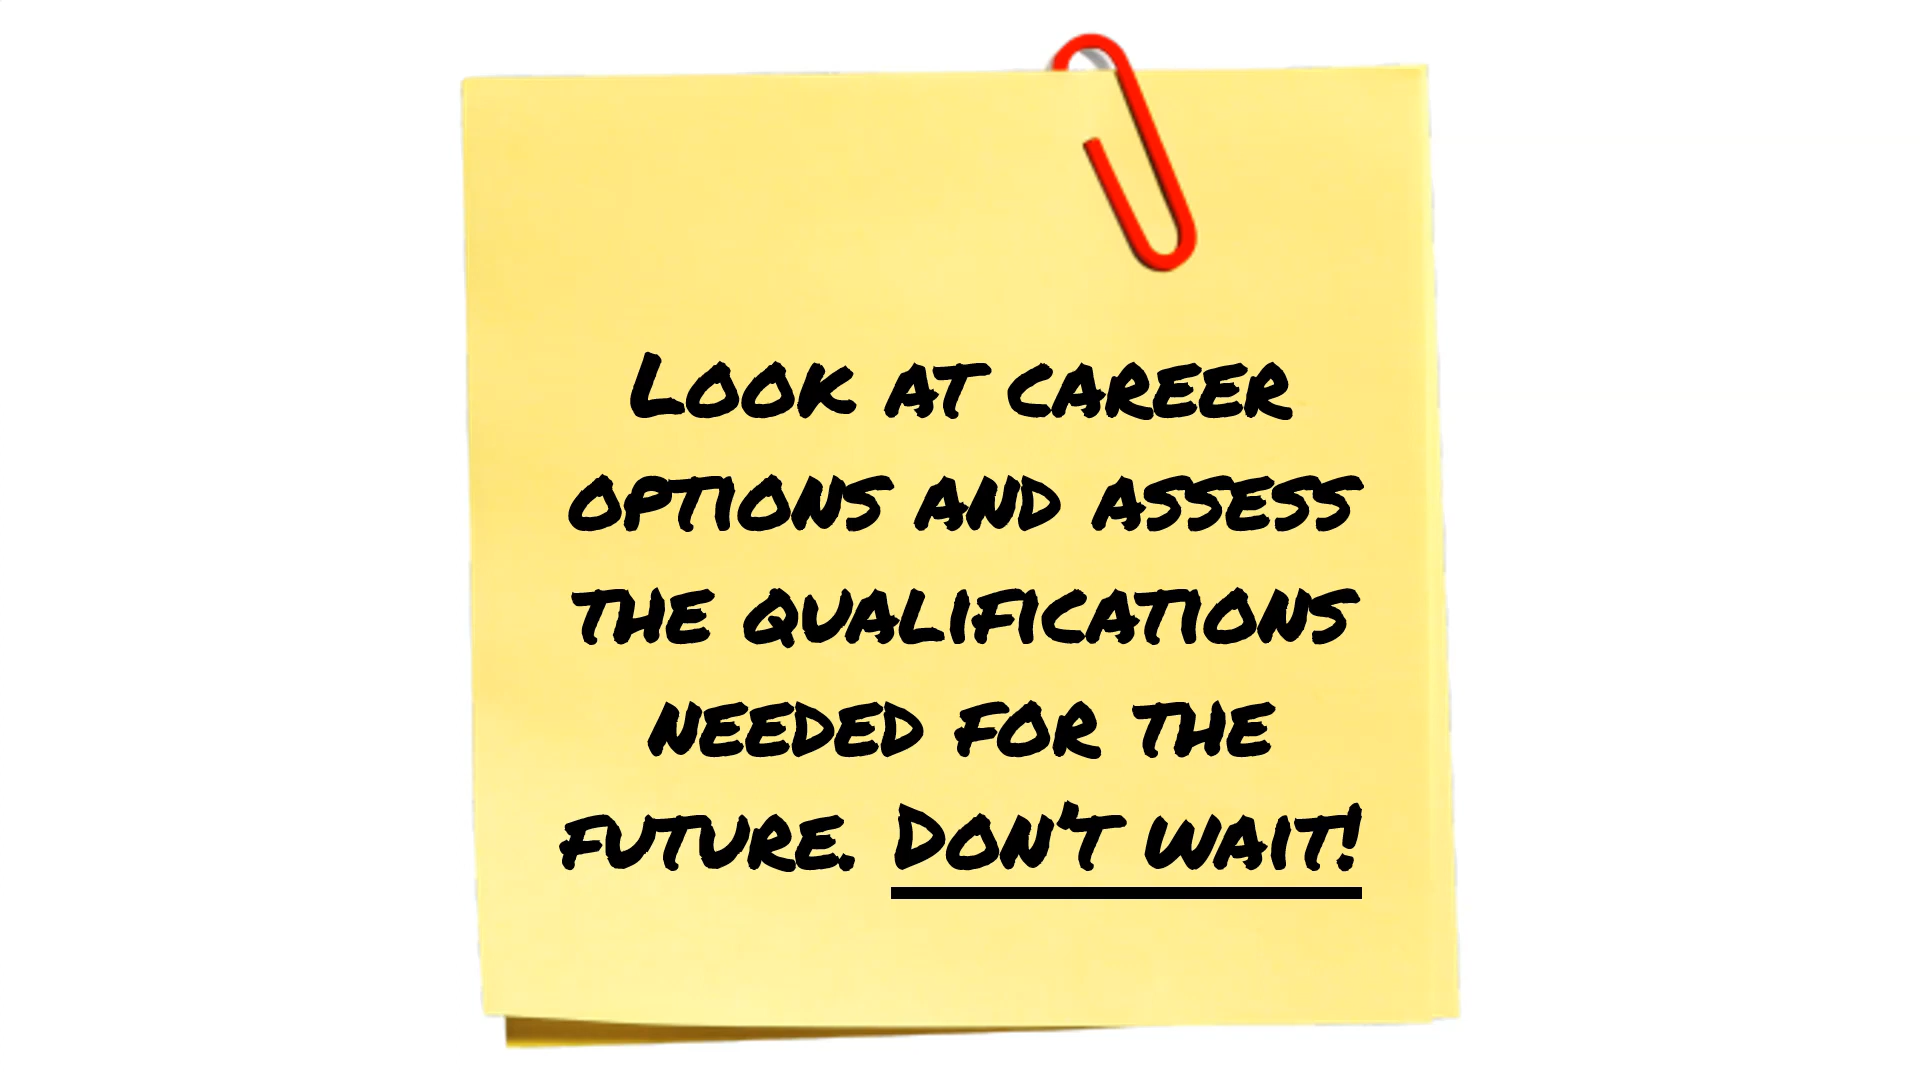 Look at career
options and assess
the qualifications
needed for the
future. Don't wait!